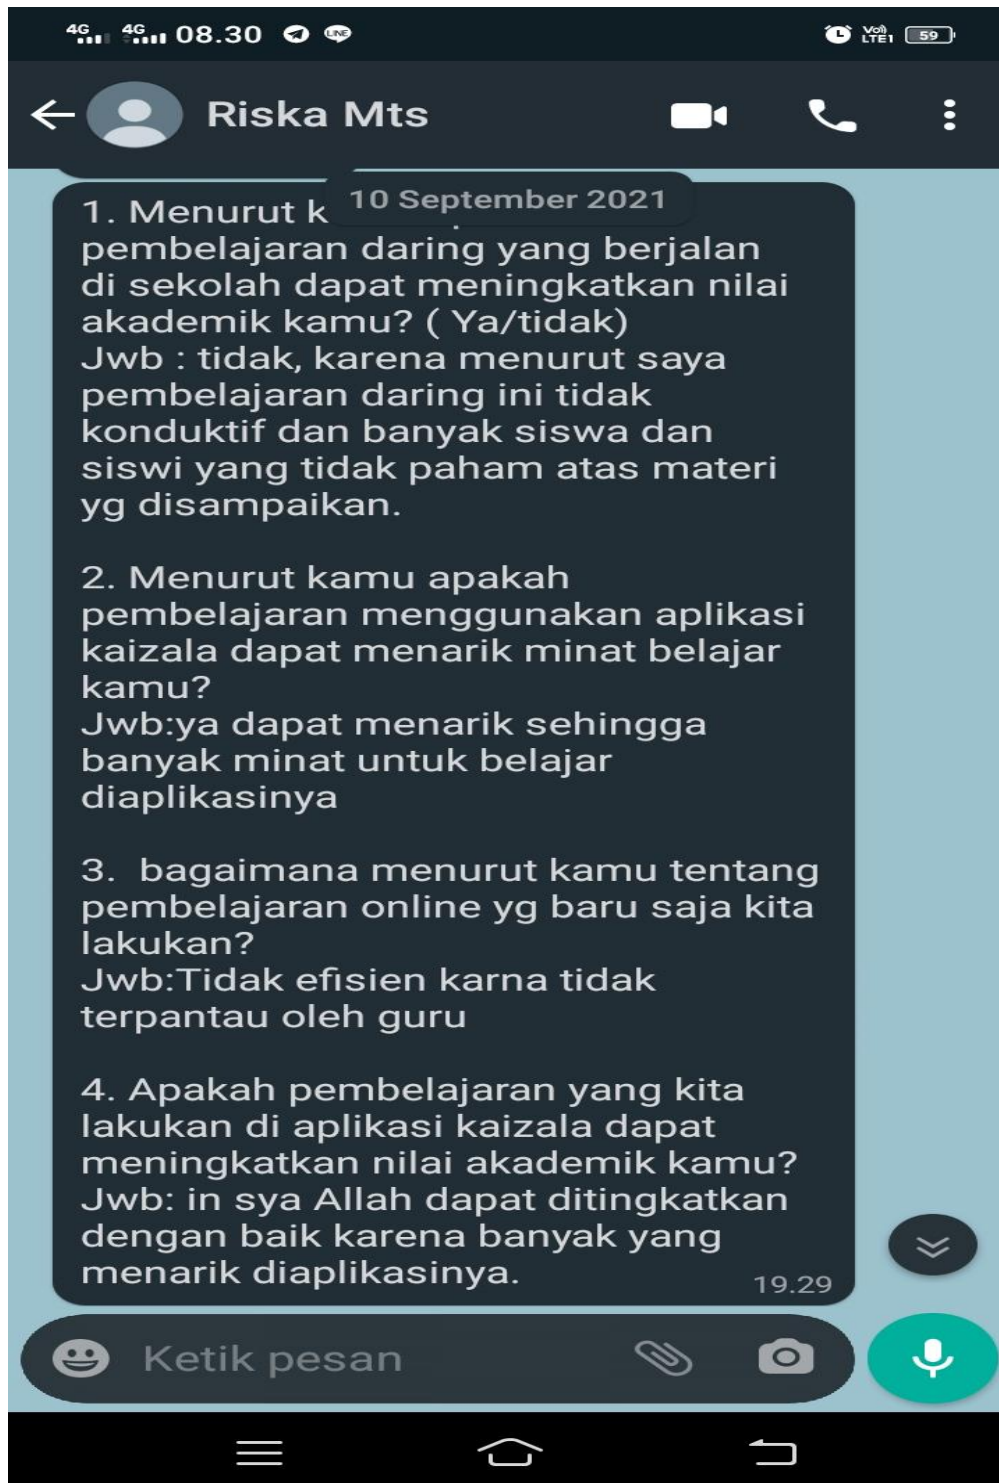 4G 4G 08.30 LINE Vo)) LTE1 59
Riska Mts
10 September 2021
1. Menurut k
pembelajaran daring yang berjalan
di sekolah dapat meningkatkan nilai
akademik kamu? ( Ya/tidak)
Jwb : tidak, karena menurut saya
pembelajaran daring ini tidak
konduktif dan banyak siswa dan
siswi yang tidak paham atas materi
yg disampaikan.
2. Menurut kamu apakah
pembelajaran menggunakan aplikasi
kaizala dapat menarik minat belajar
kamu?
Jwb:ya dapat menarik sehingga
banyak minat untuk belajar
diaplikasinya
3.  bagaimana menurut kamu tentang
pembelajaran online yg baru saja kita
lakukan?
Jwb:Tidak efisien karna tidak
terpantau oleh guru
4. Apakah pembelajaran yang kita
lakukan di aplikasi kaizala dapat
meningkatkan nilai akademik kamu?
Jwb: in sya Allah dapat ditingkatkan
dengan baik karena banyak yang
menarik diaplikasinya.
19.29
Ketik pesan